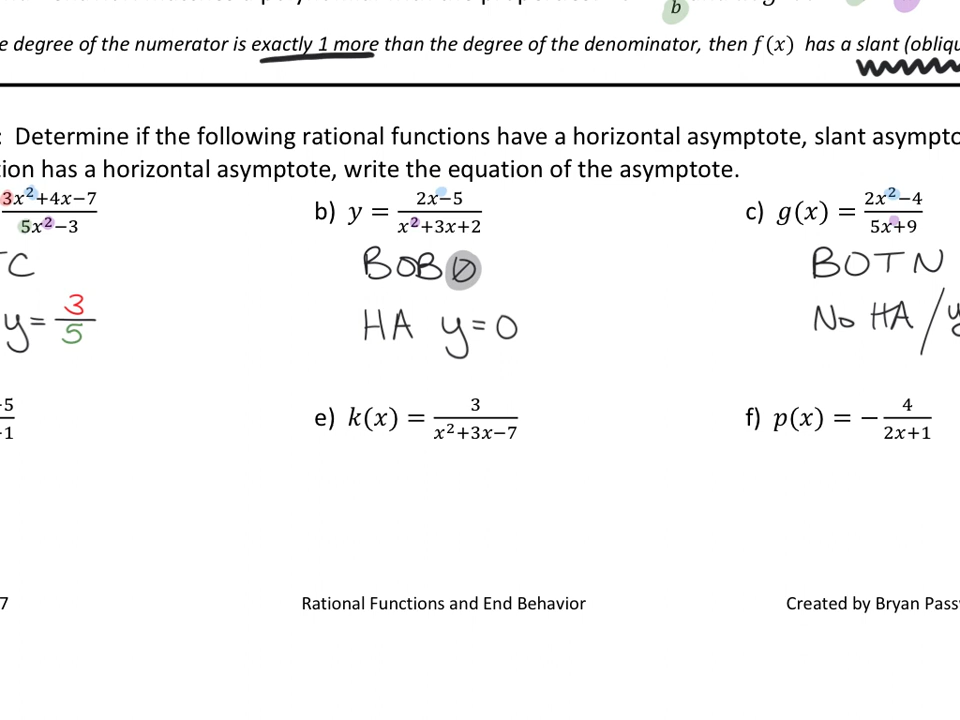 e degree of the numerator is exactly 1 more than the degree of the denominator, then f(x) has a slant (obliqu
: Determine if the following rational functions have a horizontal asymptote, slant asympto
tion has a horizontal asymptote, write the equation of the asymptote.
3x²+4x−7 / 5x²−3 b) y = 2x−5 / x²+3x+2 c) g(x) = 2x²−4 / 5x+9
TC BOB0 BOTN
y = 3/5 HA y=0 No HA / y
-5 / -1 e) k(x) = 3 / x²+3x−7 f) p(x) = − 4 / 2x+1
7 Rational Functions and End Behavior Created by Bryan Pass